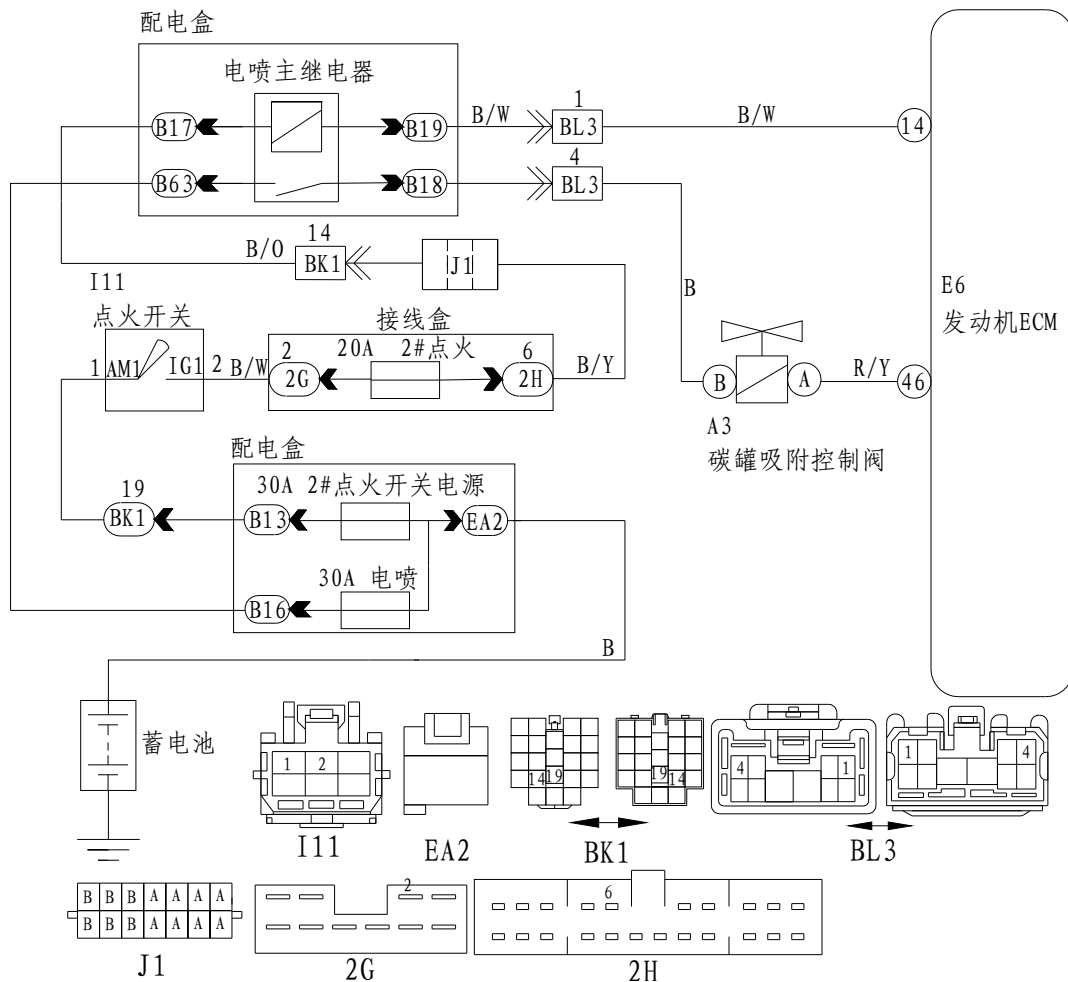 配电盒
电喷主继电器
B17
B19
B/W
1
BL3
B/W
14
B63
B18
4
BL3
B/O
14
BK1
J1
I11
点火开关
B
E6
发动机ECM
1
AM1
IG1
2
B/W
接线盒
2
2G
20A 2#点火
6
2H
B/Y
B
A
R/Y
46
A3
碳罐吸附控制阀
配电盒
19
BK1
30A 2#点火开关电源
B13
EA2
30A 电喷
B16
B
蓄电池
1 2
I11
EA2
14 19
19 14
BK1
4 1
1 4
BL3
B B B A A A A
B B B A A A A
J1
2
2G
6
2H